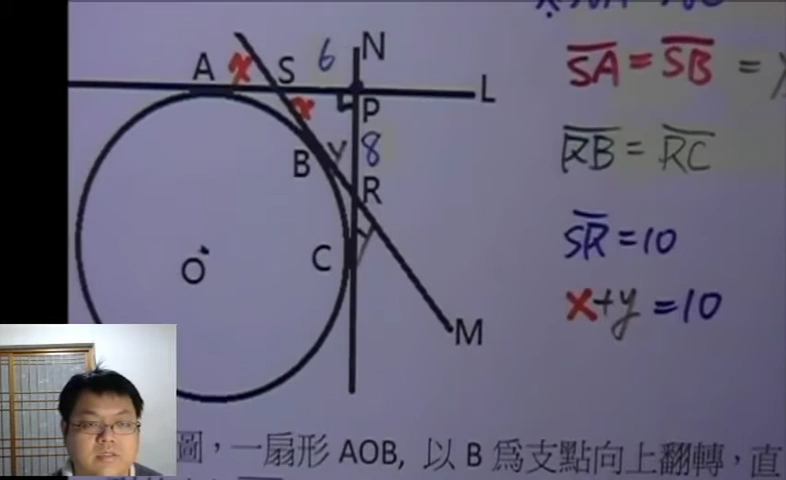 N
6
A x S
L
x P
SA = SB =
B y 8
RB = RC
R
SR = 10
O C y
x+y = 10
M
圖，一扇形 AOB, 以 B 為支點向上翻轉，直